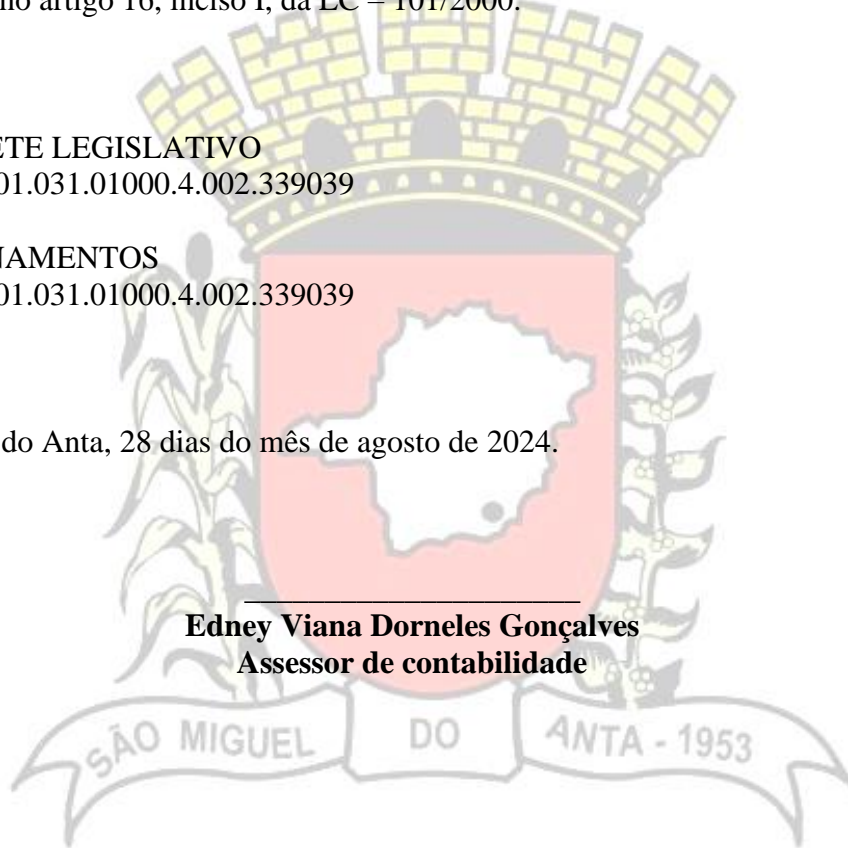 no artigo 16, inciso I, da LC – 101/2000.
ETE LEGISLATIVO
01.031.01000.4.002.339039
NAMENTOS
01.031.01000.4.002.339039
do Anta, 28 dias do mês de agosto de 2024.
Edney Viana Dorneles Gonçalves
Assessor de contabilidade
SÃO MIGUEL DO ANTA - 1953